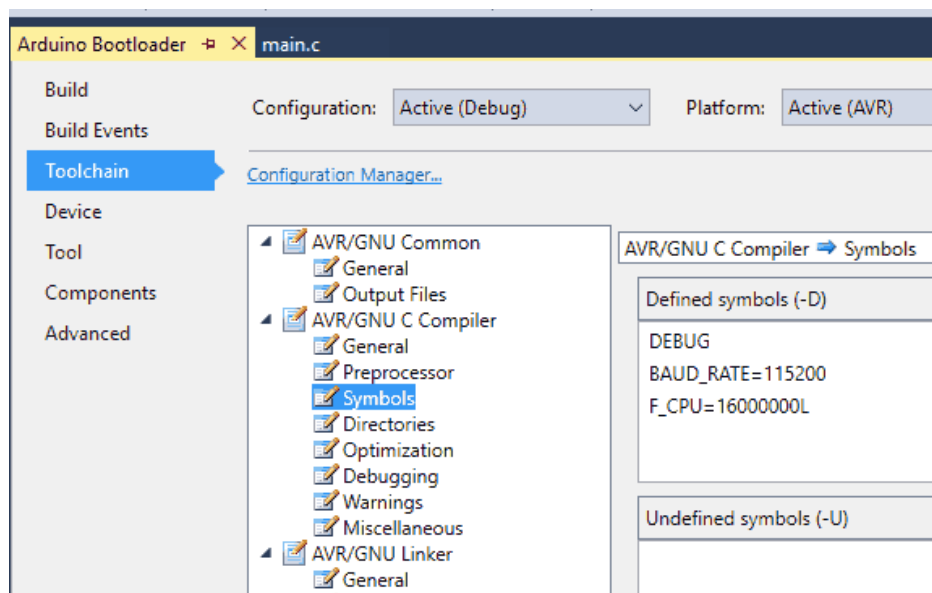 Arduino Bootloader main.c
Build
Build Events
Toolchain
Device
Tool
Components
Advanced
Configuration: Active (Debug) Platform: Active (AVR)
Configuration Manager...
AVR/GNU Common
General
Output Files
AVR/GNU C Compiler
General
Preprocessor
Symbols
Directories
Optimization
Debugging
Warnings
Miscellaneous
AVR/GNU Linker
General
AVR/GNU C Compiler Symbols
Defined symbols (-D)
DEBUG
BAUD_RATE=115200
F_CPU=16000000L
Undefined symbols (-U)